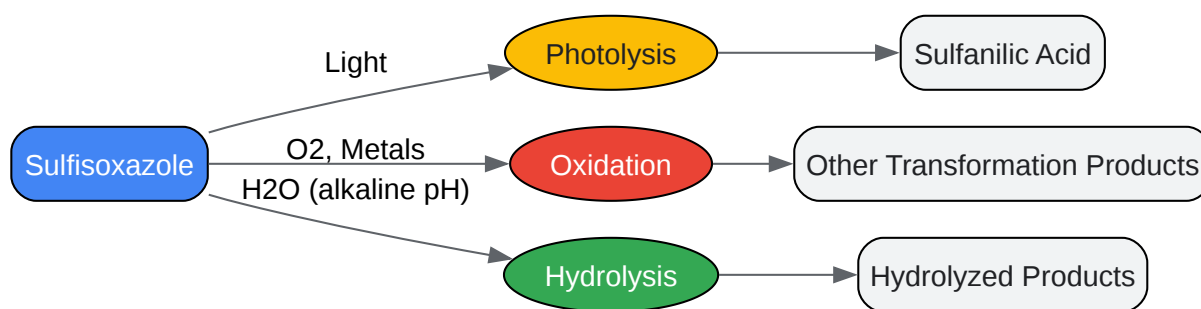 Light
Photolysis
Sulfanilic Acid
Sulfisoxazole
O2, Metals
Oxidation
Other Transformation Products
H2O (alkaline pH)
Hydrolysis
Hydrolyzed Products